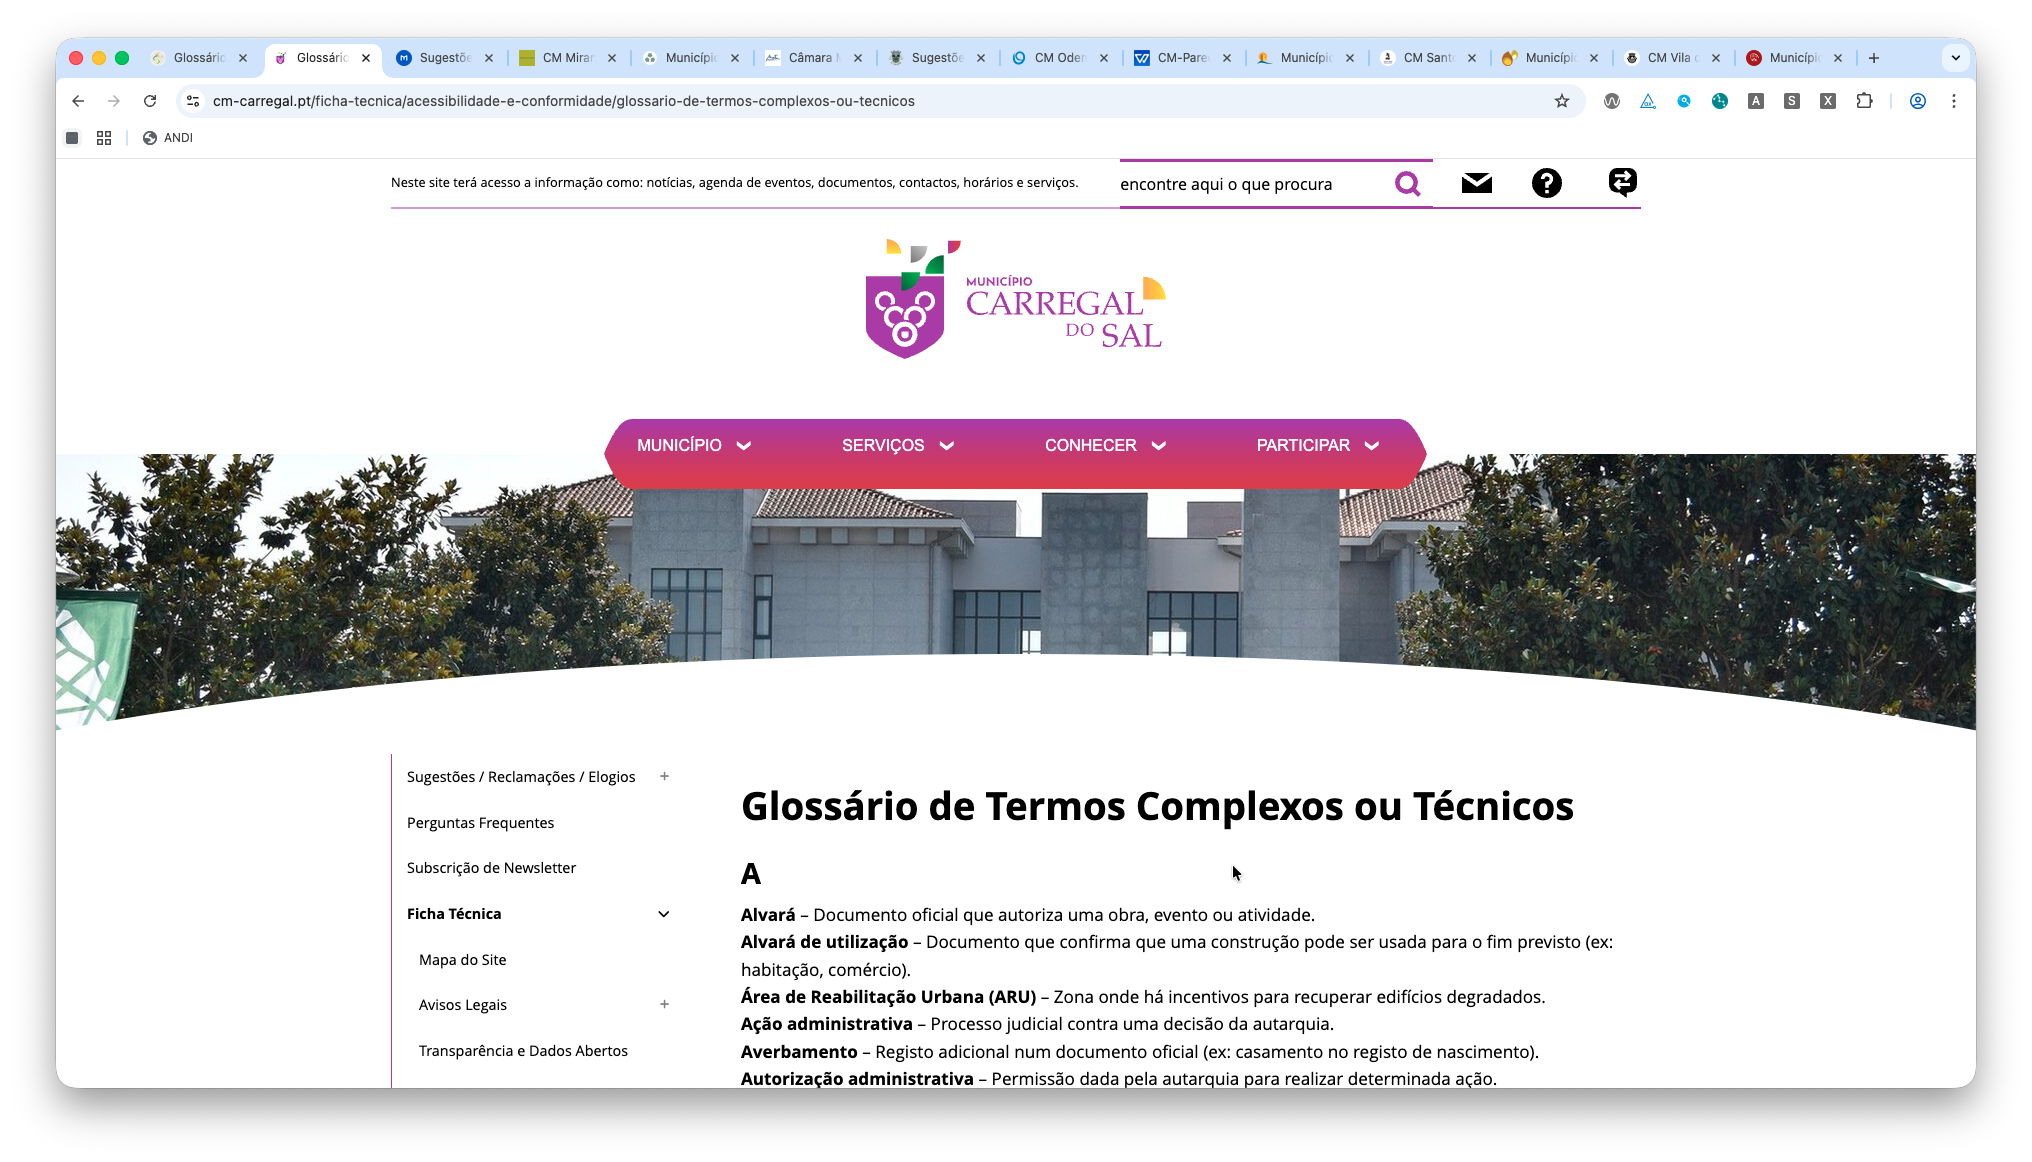 Glossário
Glossário
Sugestõe
CM Miran
Município
Câmara M
Sugestõe
CM Odem
CM-Pared
Município
CM Sant
Município
CM Vila d
Município
cm-carregal.pt/ficha-tecnica/acessibilidade-e-conformidade/glossario-de-termos-complexos-ou-tecnicos
ANDI
Neste site terá acesso a informação como: notícias, agenda de eventos, documentos, contactos, horários e serviços.
encontre aqui o que procura
MUNICÍPIO
CARREGAL
DO SAL
MUNICÍPIO
SERVIÇOS
CONHECER
PARTICIPAR
Sugestões / Reclamações / Elogios
Perguntas Frequentes
Subscrição de Newsletter
Ficha Técnica
Mapa do Site
Avisos Legais
Transparência e Dados Abertos
Glossário de Termos Complexos ou Técnicos
A
Alvará – Documento oficial que autoriza uma obra, evento ou atividade.
Alvará de utilização – Documento que confirma que uma construção pode ser usada para o fim previsto (ex:
habitação, comércio).
Área de Reabilitação Urbana (ARU) – Zona onde há incentivos para recuperar edifícios degradados.
Ação administrativa – Processo judicial contra uma decisão da autarquia.
Averbamento – Registo adicional num documento oficial (ex: casamento no registo de nascimento).
Autorização administrativa – Permissão dada pela autarquia para realizar determinada ação.